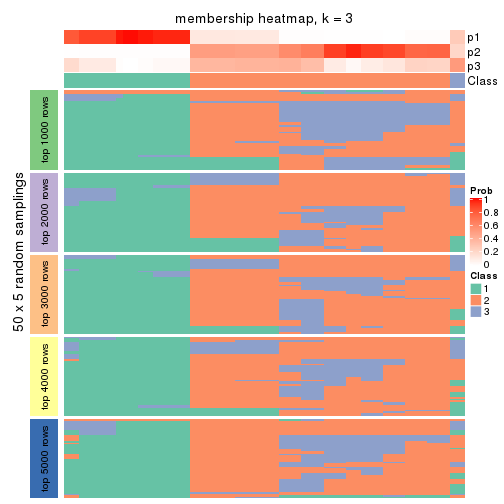 membership heatmap, k = 3
p1
p2
p3
Class
50 x 5 random samplings
top 1000 rows
top 2000 rows
top 3000 rows
top 4000 rows
top 5000 rows
Prob
1
0.8
0.6
0.4
0.2
0
Class
1
2
3